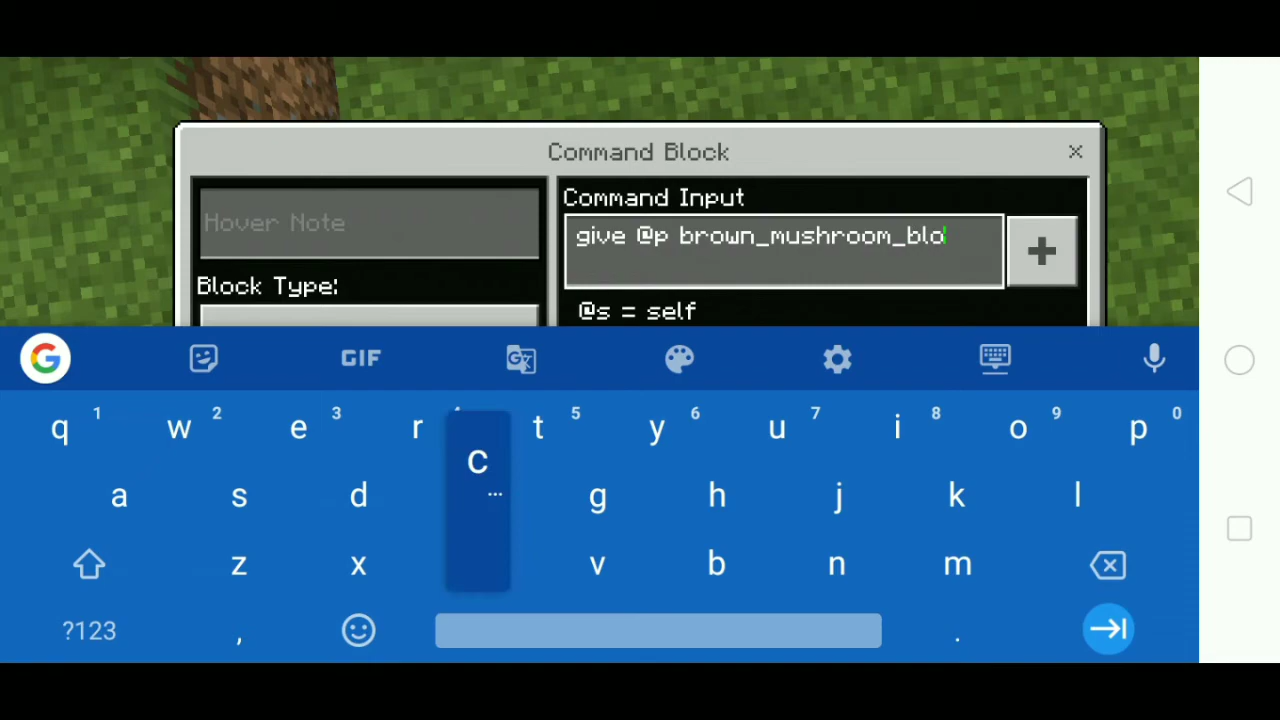 Command Block
Hover Note
Block Type:
Command Input
give @p brown_mushroom_blo
@s = self
G GIF G
q 1 w 2 e 3 r 4 t 5 y 6 u 7 i 8 o 9 p 0
c
...
a s d g h j k l
z x v b n m
?123 , .